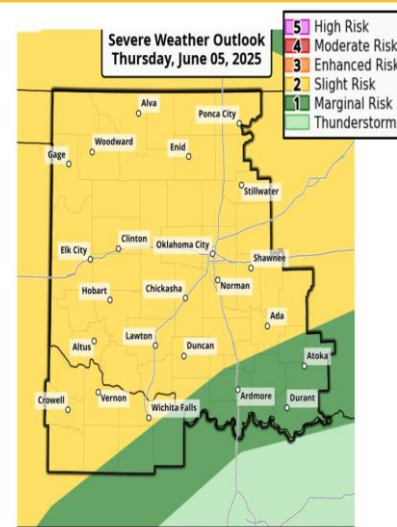 Severe Weather Outlook
Thursday, June 05, 2025
5 High Risk
4 Moderate Risk
3 Enhanced Risk
2 Slight Risk
1 Marginal Risk
Thunderstorms
Alva
Ponca City
Woodward
Enid
Gage
Stillwater
Clinton
Oklahoma City
Elk City
Shawnee
Hobart
Chickasha
Norman
Ada
Lawton
Altus
Duncan
Atoka
Crowell
Vernon
Wichita Falls
Ardmore
Durant